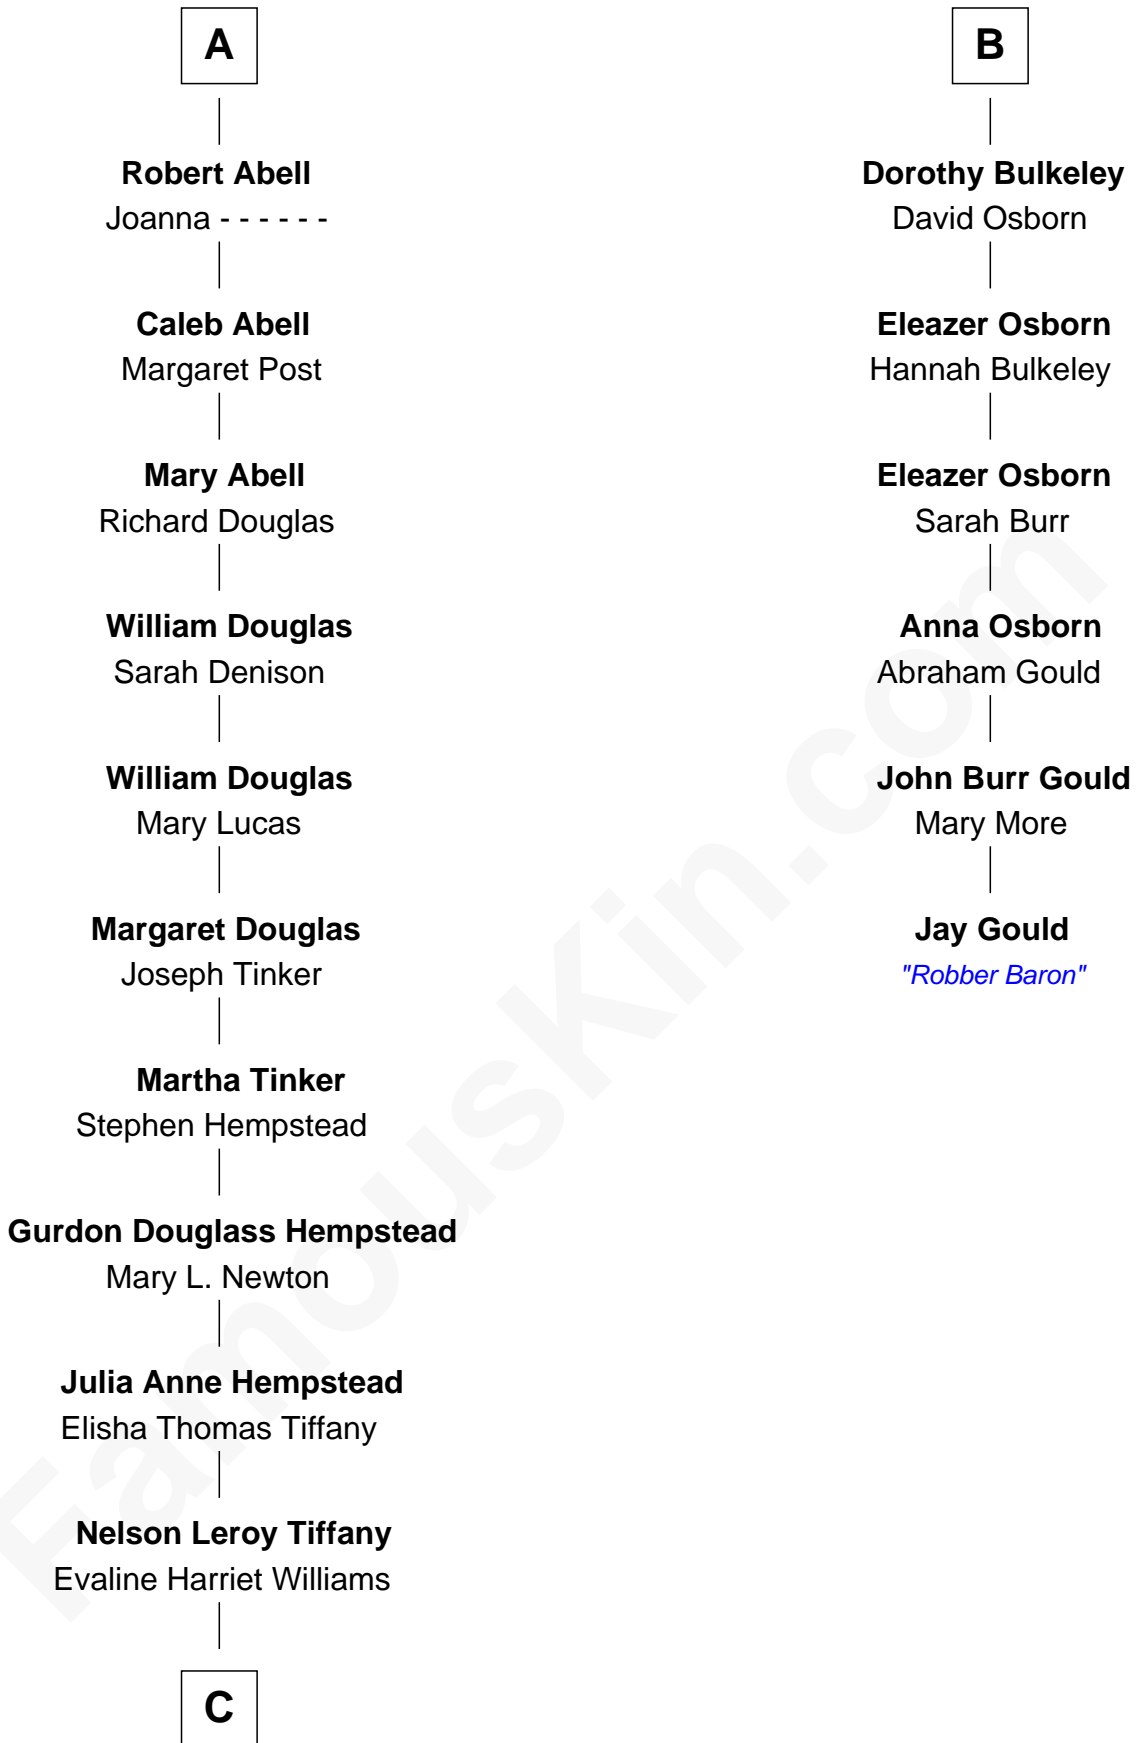 A
Robert Abell
Joanna - - - - - -
Caleb Abell
Margaret Post
Mary Abell
Richard Douglas
William Douglas
Sarah Denison
William Douglas
Mary Lucas
Margaret Douglas
Joseph Tinker
Martha Tinker
Stephen Hempstead
Gurdon Douglass Hempstead
Mary L. Newton
Julia Anne Hempstead
Elisha Thomas Tiffany
Nelson Leroy Tiffany
Evaline Harriet Williams
C
B
Dorothy Bulkeley
David Osborn
Eleazer Osborn
Hannah Bulkeley
Eleazer Osborn
Sarah Burr
Anna Osborn
Abraham Gould
John Burr Gould
Mary More
Jay Gould
"Robber Baron"
FamousKin.com